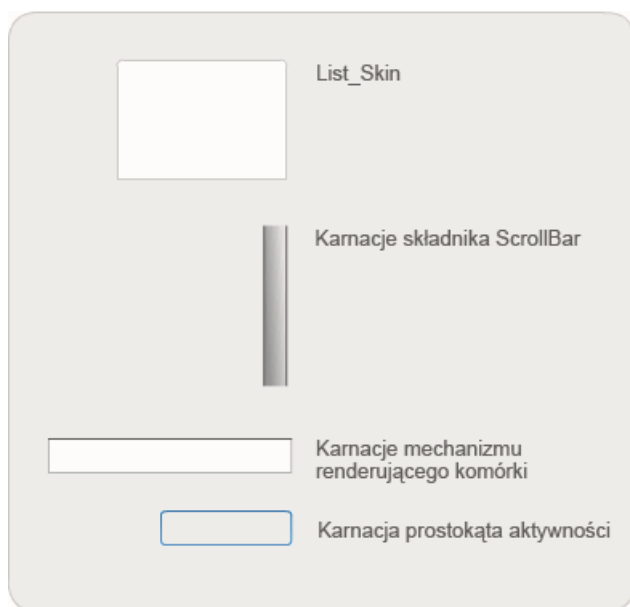 List_Skin
Karnacje składnika ScrollBar
Karnacje mechanizmu
renderującego komórki
Karnacja prostokąta aktywności